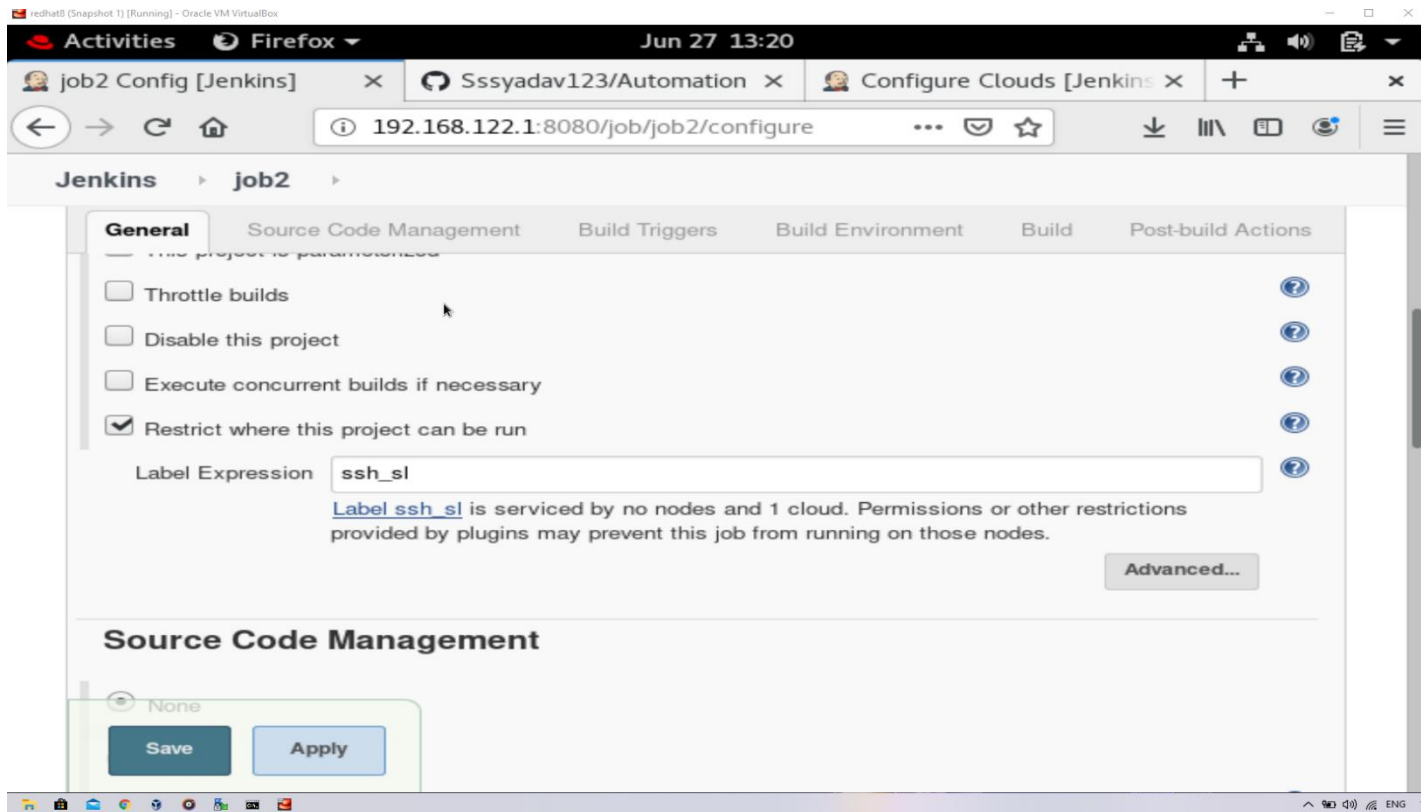 redhat8 (Snapshot 1) [Running] - Oracle VM VirtualBox
Activities Firefox Jun 27 13:20
job2 Config [Jenkins] Sssyadav123/Automation Configure Clouds [Jenkins
192.168.122.1:8080/job/job2/configure
Jenkins job2
General Source Code Management Build Triggers Build Environment Build Post-build Actions
This project is parameterized
Throttle builds
Disable this project
Execute concurrent builds if necessary
Restrict where this project can be run
Label Expression ssh_sl
Label ssh_sl is serviced by no nodes and 1 cloud. Permissions or other restrictions
provided by plugins may prevent this job from running on those nodes.
Advanced...
Source Code Management
None
Save Apply
ENG